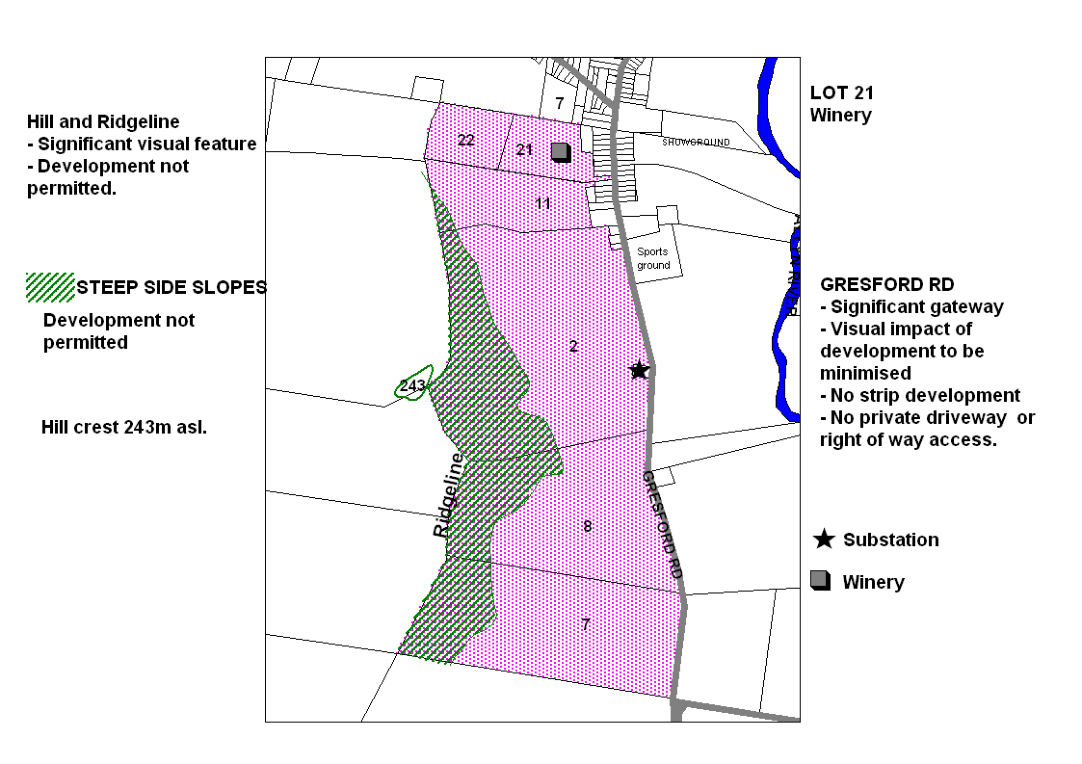 Hill and Ridgeline
- Significant visual feature
- Development not
permitted.
STEEP SIDE SLOPES
Development not
permitted
Hill crest 243m asl.
7
22
21
11
SHOWGROUND
Sports
ground
2
243
Ridgeline
GRESFORD RD
8
7
RIVER
LOT 21
Winery
GRESFORD RD
- Significant gateway
- Visual impact of
development to be
minimised
- No strip development
- No private driveway or
right of way access.
Substation
Winery